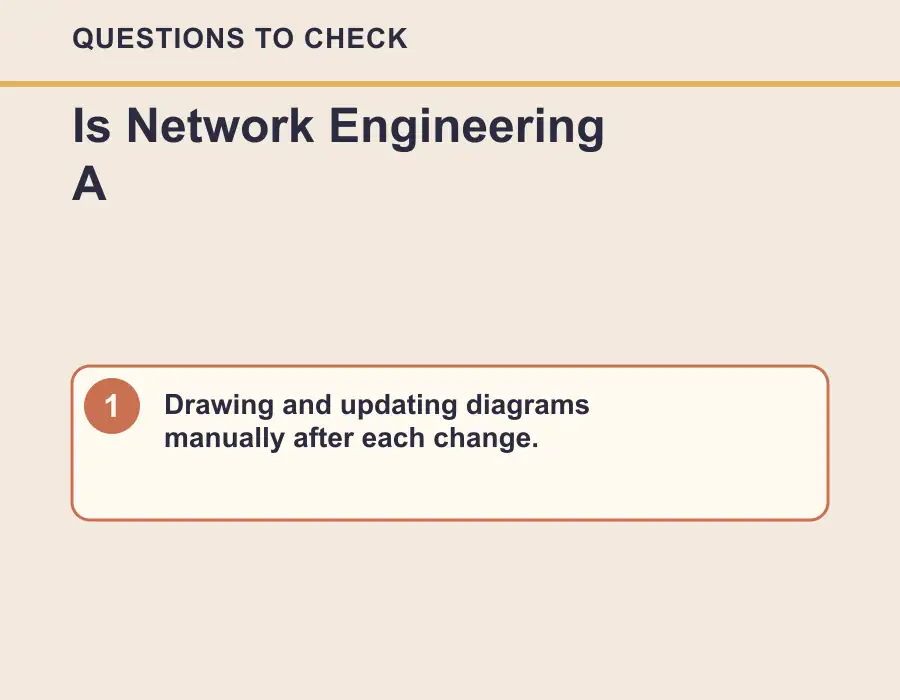 QUESTIONS TO CHECK
Is Network Engineering
A
1
Drawing and updating diagrams
manually after each change.